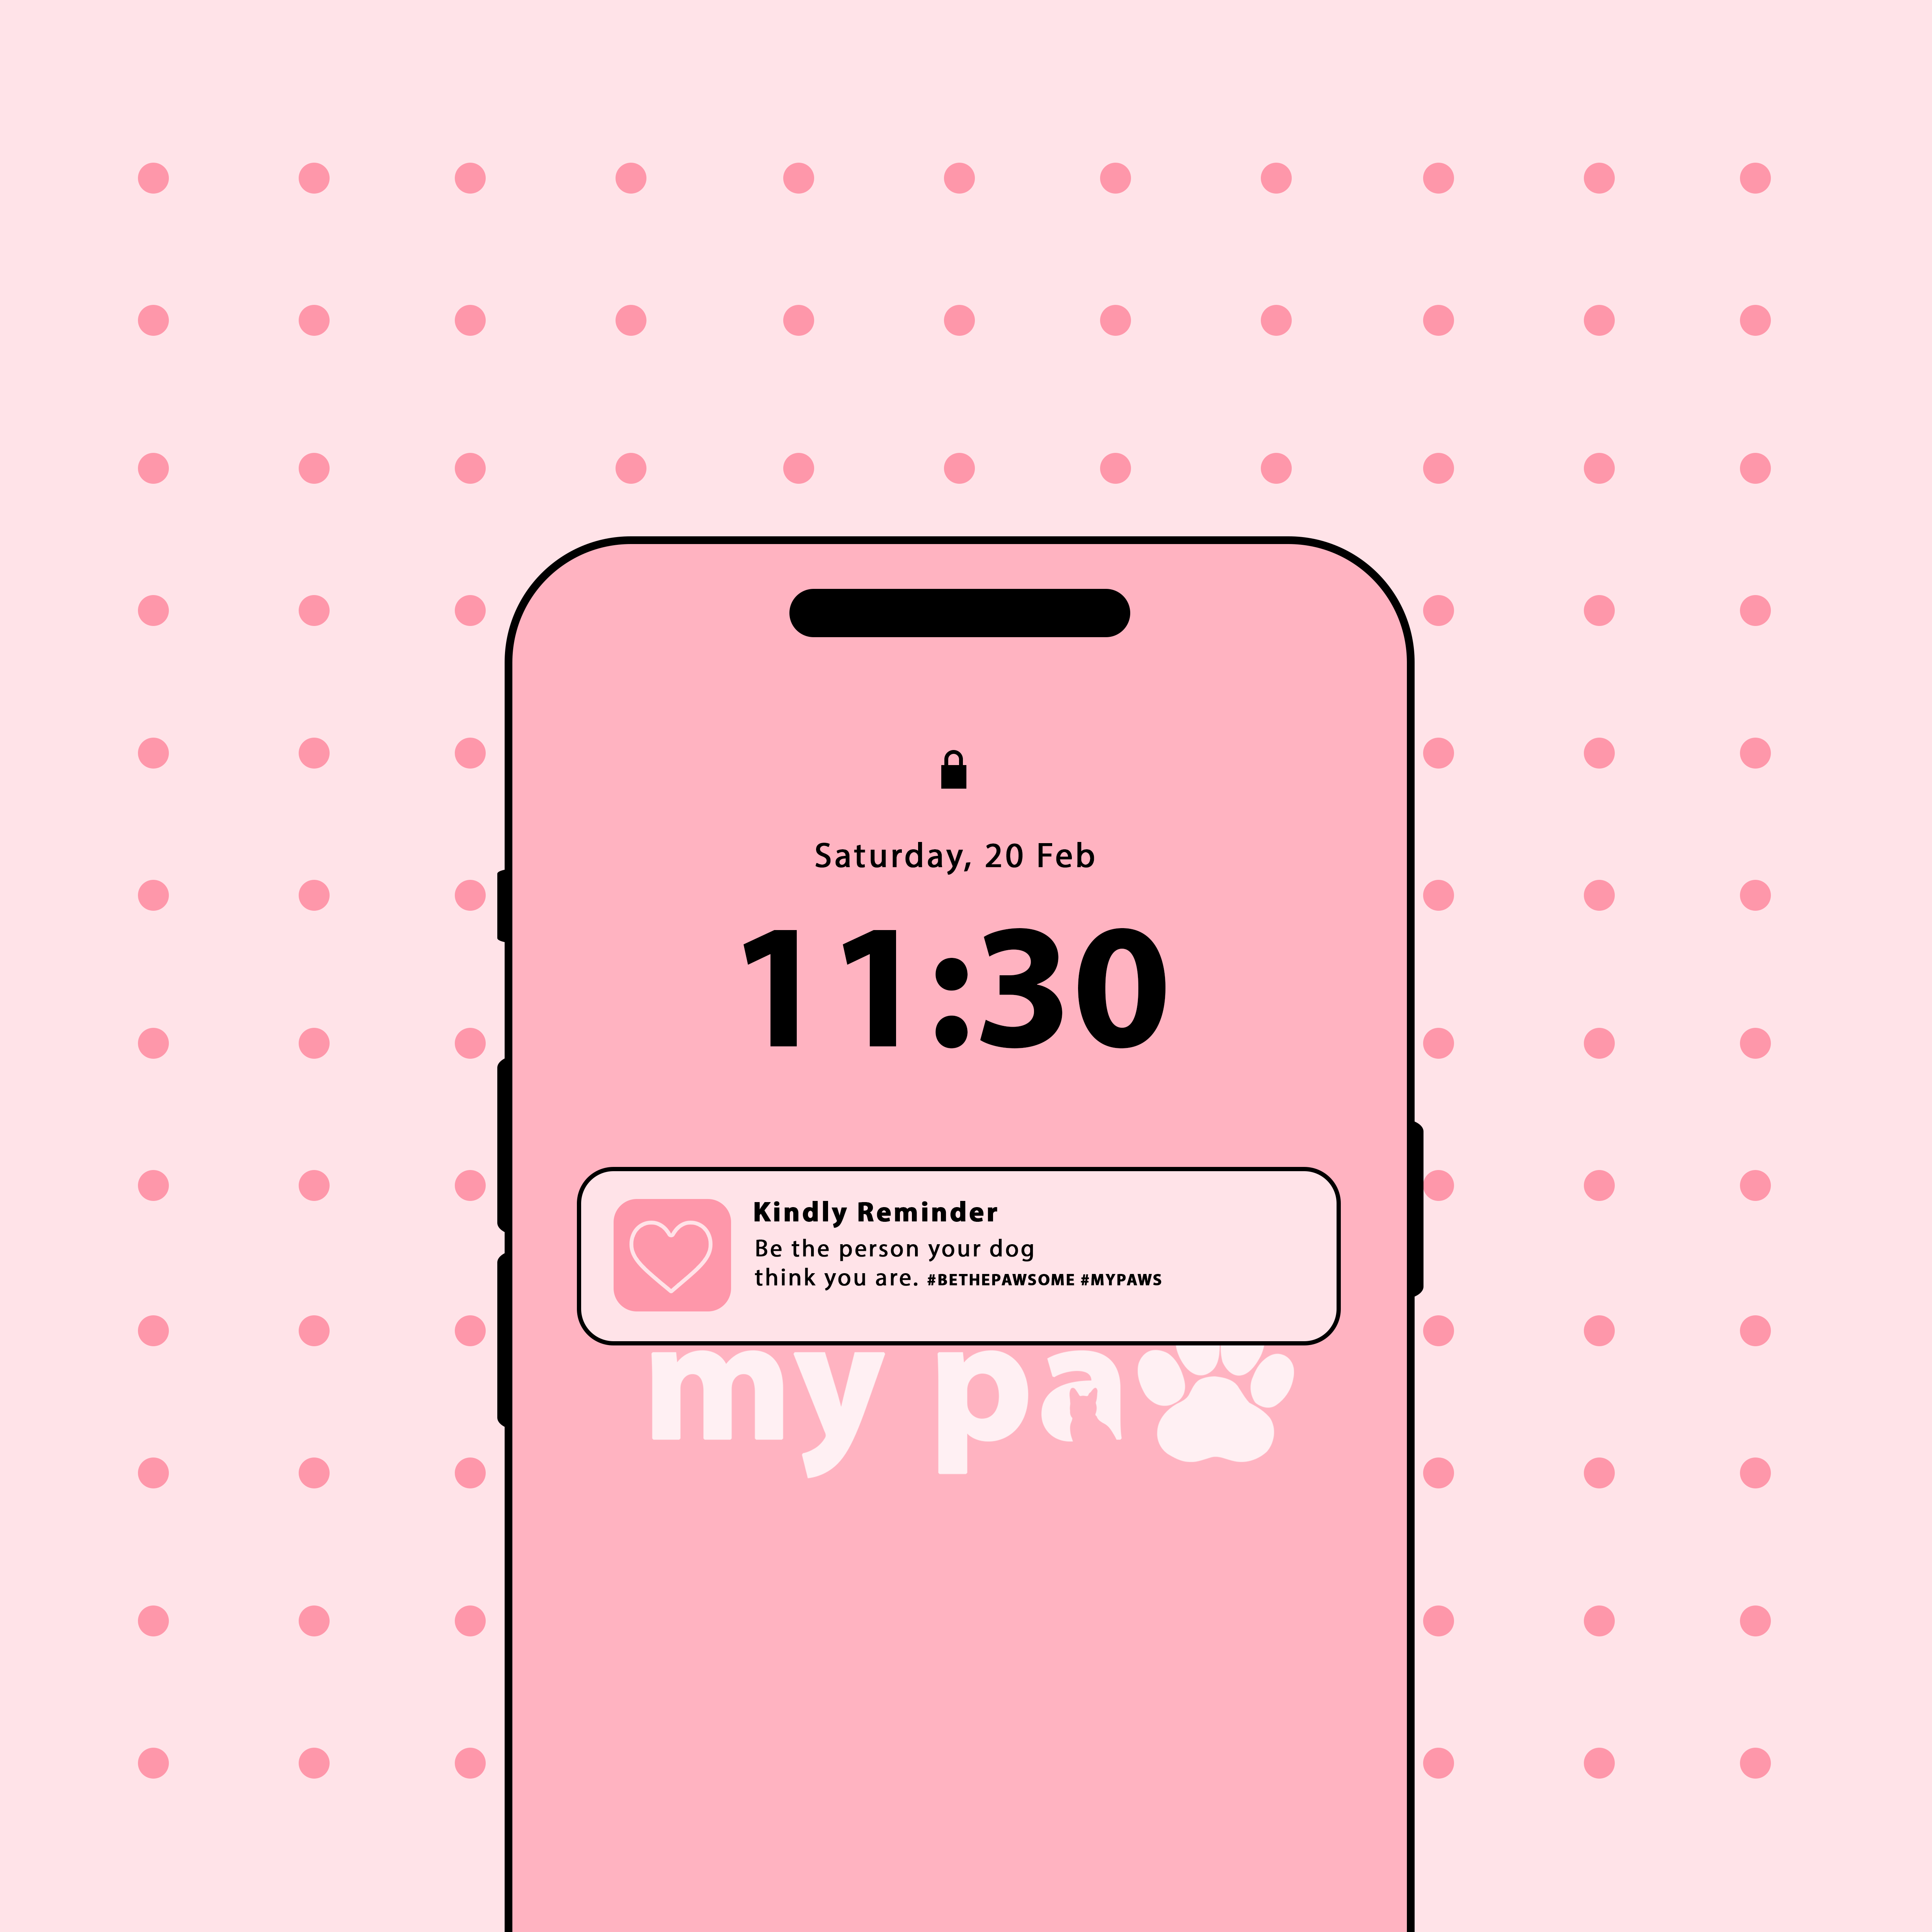 Saturday, 20 Feb
11:30
Kindly Reminder
Be the person your dog
think you are. #BETHEPAWSOME #MYPAWS
my pa